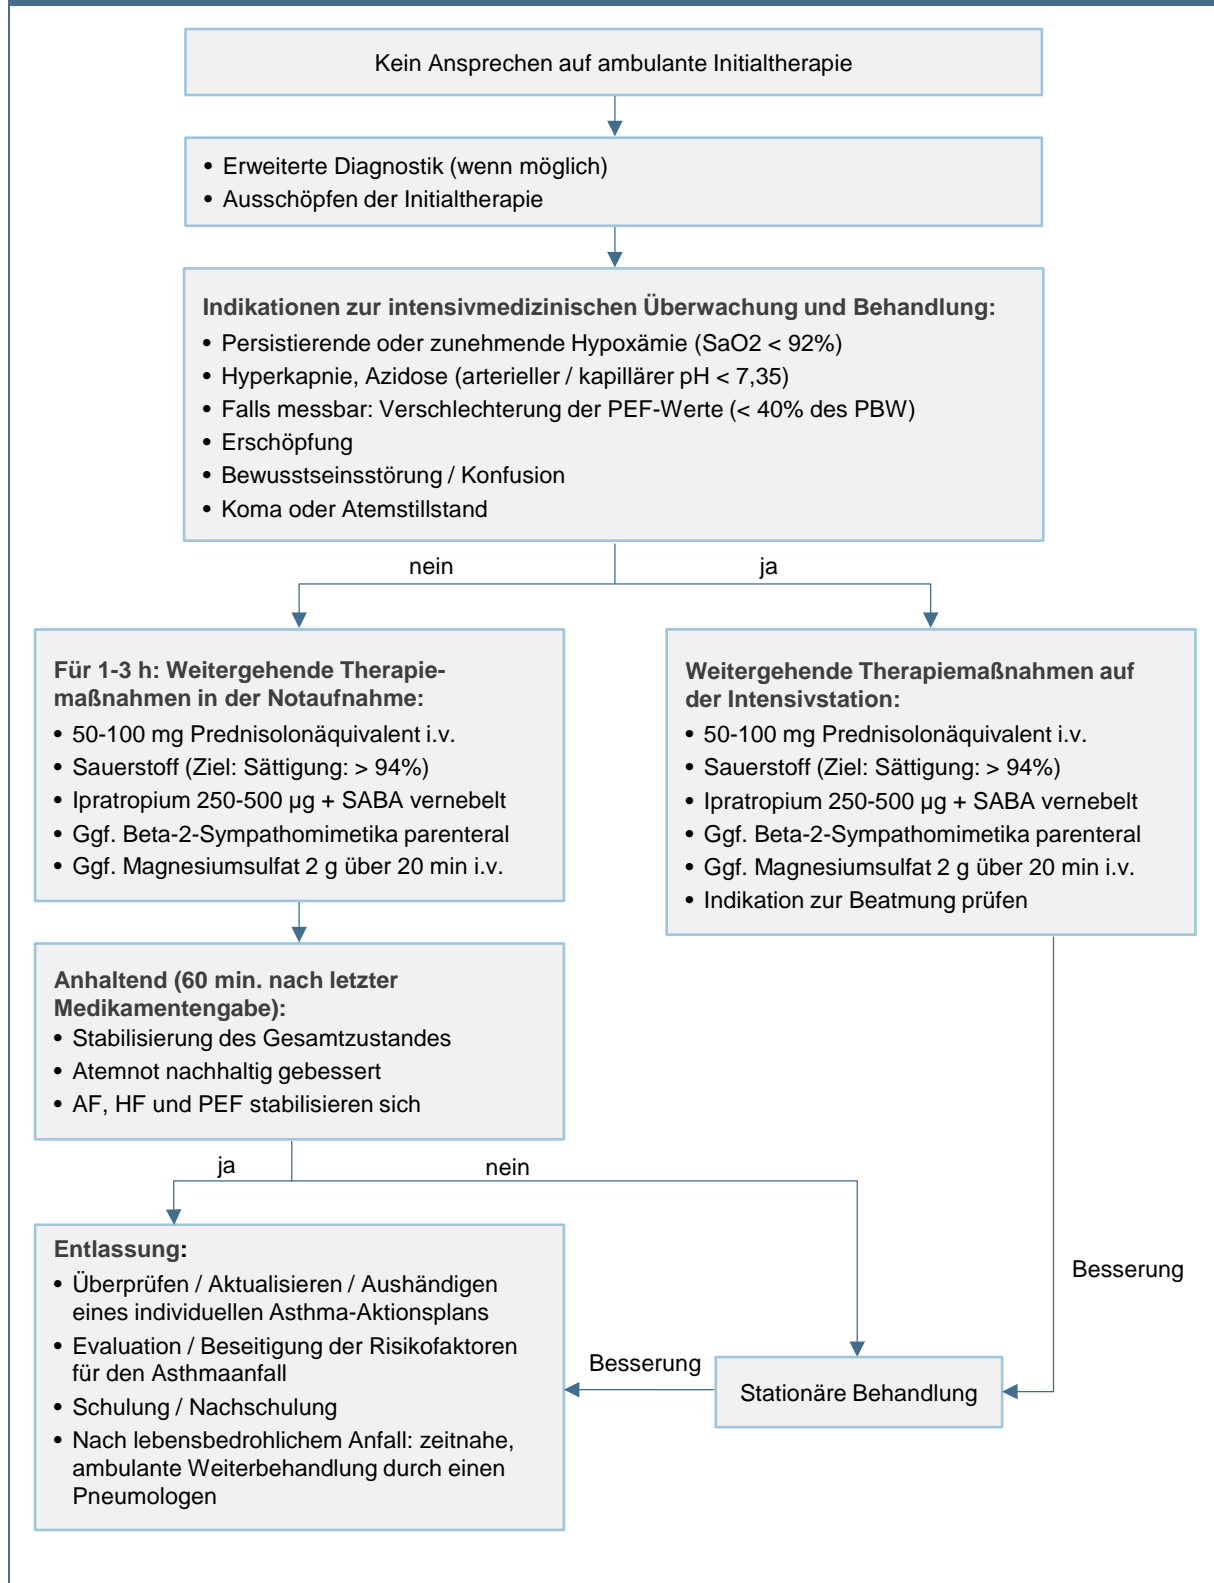 Kein Ansprechen auf ambulante Initialtherapie
• Erweiterte Diagnostik (wenn möglich)
• Ausschöpfen der Initialtherapie
Indikationen zur intensivmedizinischen Überwachung und Behandlung:
• Persistierende oder zunehmende Hypoxämie (SaO2 < 92%)
• Hyperkapnie, Azidose (arterieller / kapillärer pH < 7,35)
• Falls messbar: Verschlechterung der PEF-Werte (< 40% des PBW)
• Erschöpfung
• Bewusstseinsstörung / Konfusion
• Koma oder Atemstillstand
nein
ja
Für 1-3 h: Weitergehende Therapie-
maßnahmen in der Notaufnahme:
• 50-100 mg Prednisolonäquivalent i.v.
• Sauerstoff (Ziel: Sättigung: > 94%)
• Ipratropium 250-500 µg + SABA vernebelt
• Ggf. Beta-2-Sympathomimetika parenteral
• Ggf. Magnesiumsulfat 2 g über 20 min i.v.
Weitergehende Therapiemaßnahmen auf
der Intensivstation:
• 50-100 mg Prednisolonäquivalent i.v.
• Sauerstoff (Ziel: Sättigung: > 94%)
• Ipratropium 250-500 µg + SABA vernebelt
• Ggf. Beta-2-Sympathomimetika parenteral
• Ggf. Magnesiumsulfat 2 g über 20 min i.v.
• Indikation zur Beatmung prüfen
Anhaltend (60 min. nach letzter
Medikamentengabe):
• Stabilisierung des Gesamtzustandes
• Atemnot nachhaltig gebessert
• AF, HF und PEF stabilisieren sich
ja
nein
Entlassung:
• Überprüfen / Aktualisieren / Aushändigen
eines individuellen Asthma-Aktionsplans
• Evaluation / Beseitigung der Risikofaktoren
für den Asthmaanfall
• Schulung / Nachschulung
• Nach lebensbedrohlichem Anfall: zeitnahe,
ambulante Weiterbehandlung durch einen
Pneumologen
Besserung
Stationäre Behandlung
Besserung